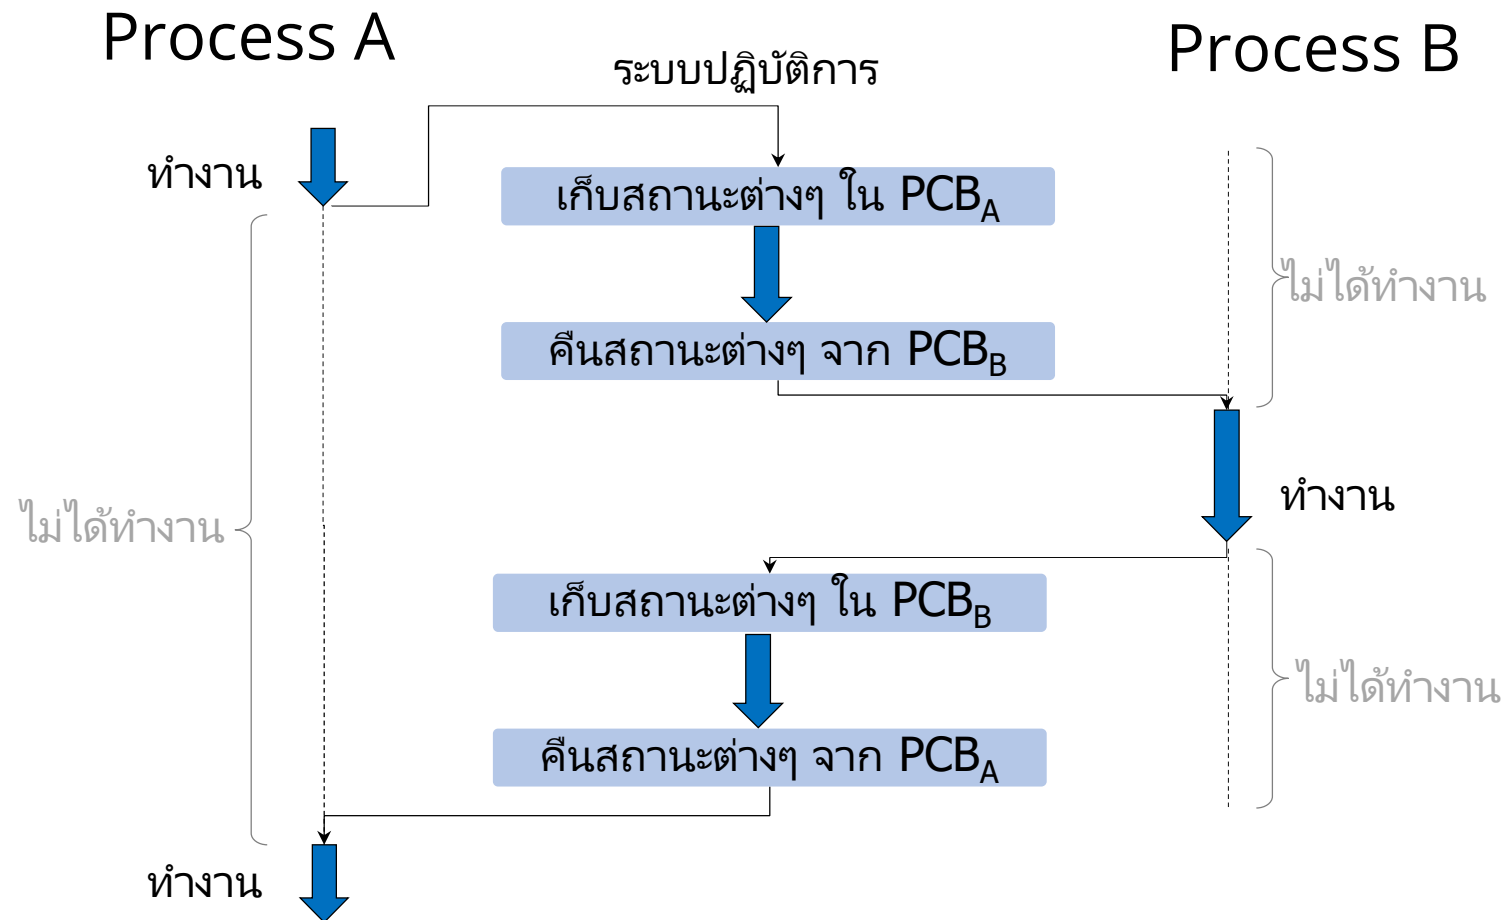 Process A
ระบบปฏิบัติการ
Process B
ทำงาน
เก็บสถานะต่างๆ ใน PCB_A
ไม่ได้ทำงาน
คืนสถานะต่างๆ จาก PCB_B
ทำงาน
ไม่ได้ทำงาน
เก็บสถานะต่างๆ ใน PCB_B
ไม่ได้ทำงาน
คืนสถานะต่างๆ จาก PCB_A
ทำงาน